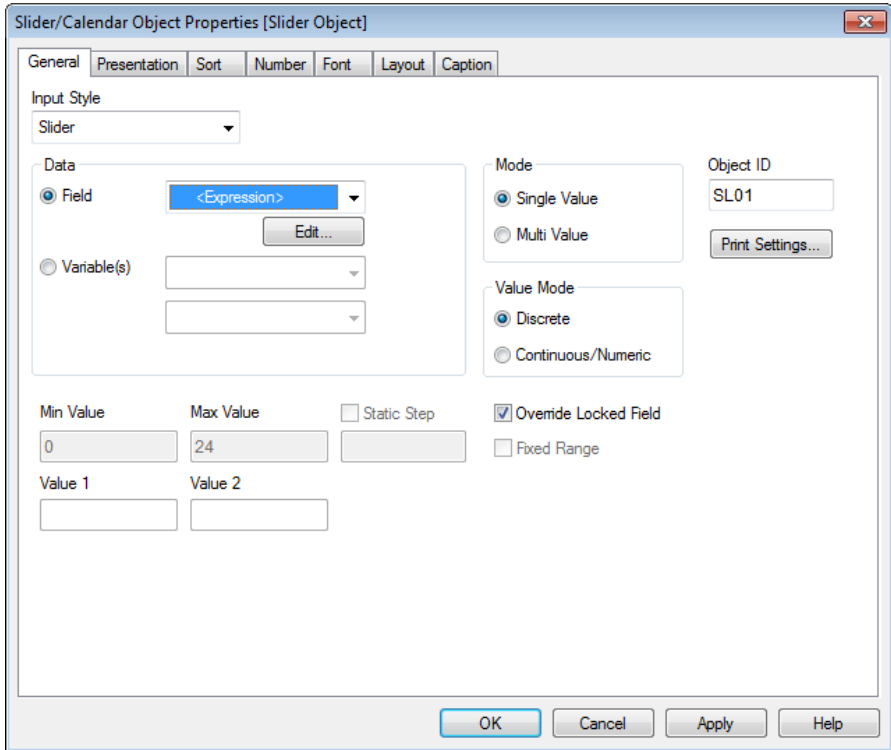 Slider/Calendar Object Properties [Slider Object]
General Presentation Sort Number Font Layout Caption
Input Style
Slider
Data
Field <Expression>
Edit...
Variable(s)
Mode
Single Value
Multi Value
Object ID
SL01
Print Settings...
Value Mode
Discrete
Continuous/Numeric
Min Value Max Value Static Step Override Locked Field
0 24 Fixed Range
Value 1 Value 2
OK Cancel Apply Help